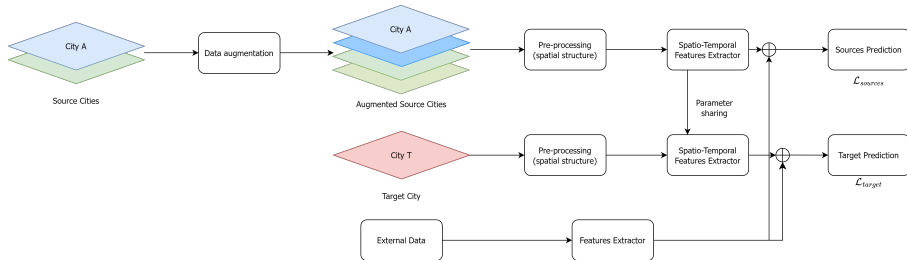 City A
Source Cities
Data augmentation
City A
Augmented Source Cities
Pre-processing
(spatial structure)
Spatio-Temporal
Features Extractor
Sources Prediction
ℒsources
Parameter
sharing
City T
Target City
Pre-processing
(spatial structure)
Spatio-Temporal
Features Extractor
Target Prediction
ℒtarget
External Data
Features Extractor